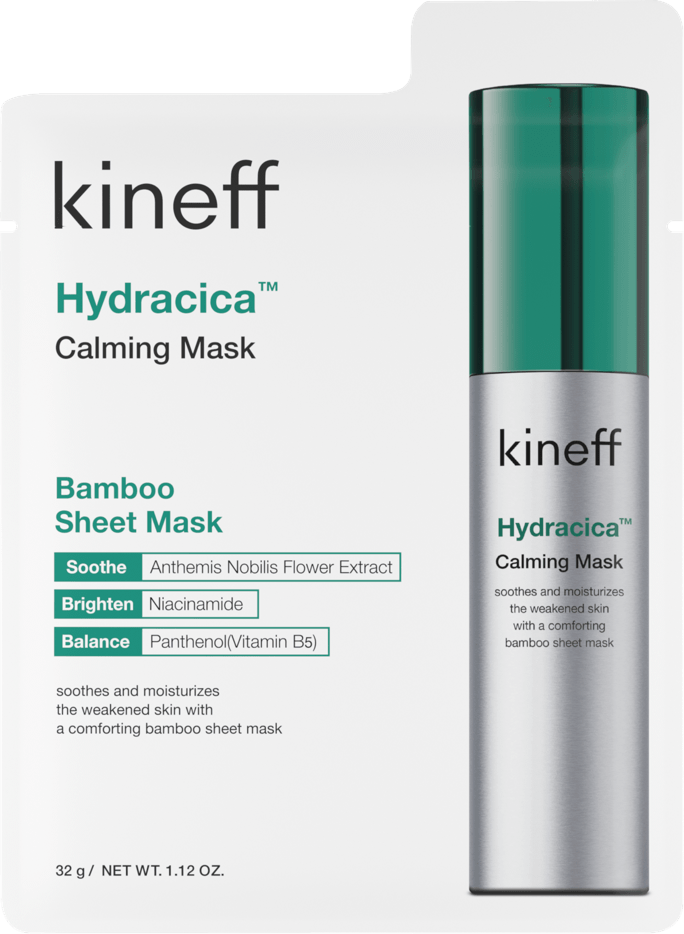 kineff
Hydracica™
Calming Mask
Bamboo
Sheet Mask
Soothe Anthemis Nobilis Flower Extract
Brighten Niacinamide
Balance Panthenol(Vitamin B5)
soothes and moisturizes
the weakened skin with
a comforting bamboo sheet mask
32 g / NET WT. 1.12 OZ.
kineff
Hydracica™
Calming Mask
soothes and moisturizes
the weakened skin
with a comforting
bamboo sheet mask